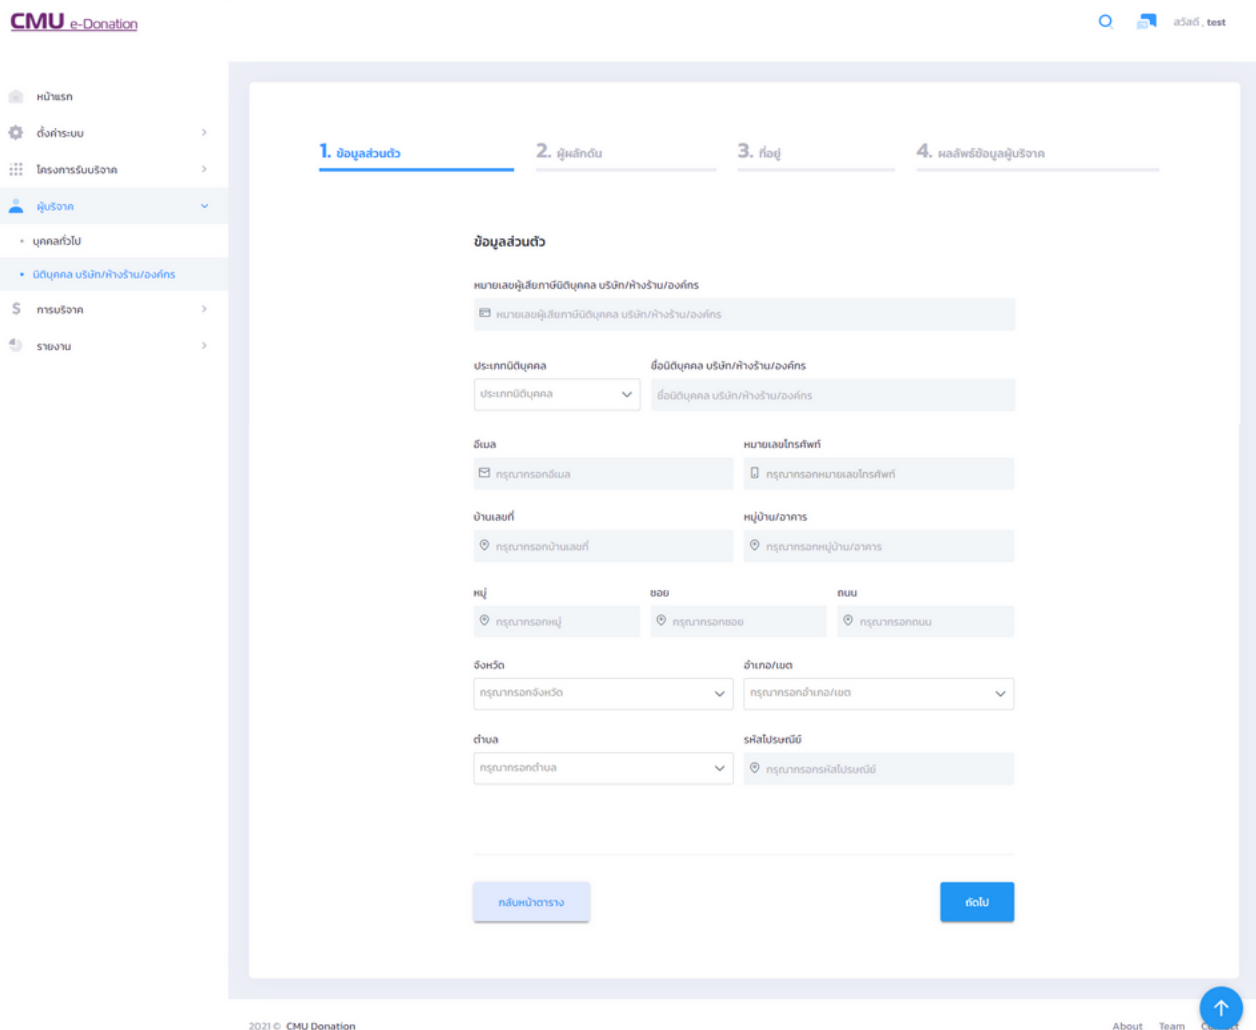 CMU e-Donation
สวัสดี , test
หน้าแรก
ตั้งค่าระบบ
โครงการรับบริจาค
ผู้บริจาค
บุคคลทั่วไป
นิติบุคคล บริษัท/ห้างร้าน/องค์กร
การบริจาค
รายงาน
1. ข้อมูลส่วนตัว
2. ผู้ผลักดัน
3. ที่อยู่
4. ผลลัพธ์ข้อมูลผู้บริจาค
ข้อมูลส่วนตัว
หมายเลขผู้เสียภาษีนิติบุคคล บริษัท/ห้างร้าน/องค์กร
หมายเลขผู้เสียภาษีนิติบุคคล บริษัท/ห้างร้าน/องค์กร
ประเภทนิติบุคคล ชื่อนิติบุคคล บริษัท/ห้างร้าน/องค์กร
ประเภทนิติบุคคล ชื่อนิติบุคคล บริษัท/ห้างร้าน/องค์กร
อีเมล หมายเลขโทรศัพท์
กรุณากรอกอีเมล กรุณากรอกหมายเลขโทรศัพท์
บ้านเลขที่ หมู่บ้าน/อาคาร
กรุณากรอกบ้านเลขที่ กรุณากรอกหมู่บ้าน/อาคาร
หมู่ ซอย ถนน
กรุณากรอกหมู่ กรุณากรอกซอย กรุณากรอกถนน
จังหวัด อำเภอ/เขต
กรุณากรอกจังหวัด กรุณากรอกอำเภอ/เขต
ตำบล รหัสไปรษณีย์
กรุณากรอกตำบล กรุณากรอกรหัสไปรษณีย์
กลับหน้าตาราง ถัดไป
2021 © CMU Donation About Team